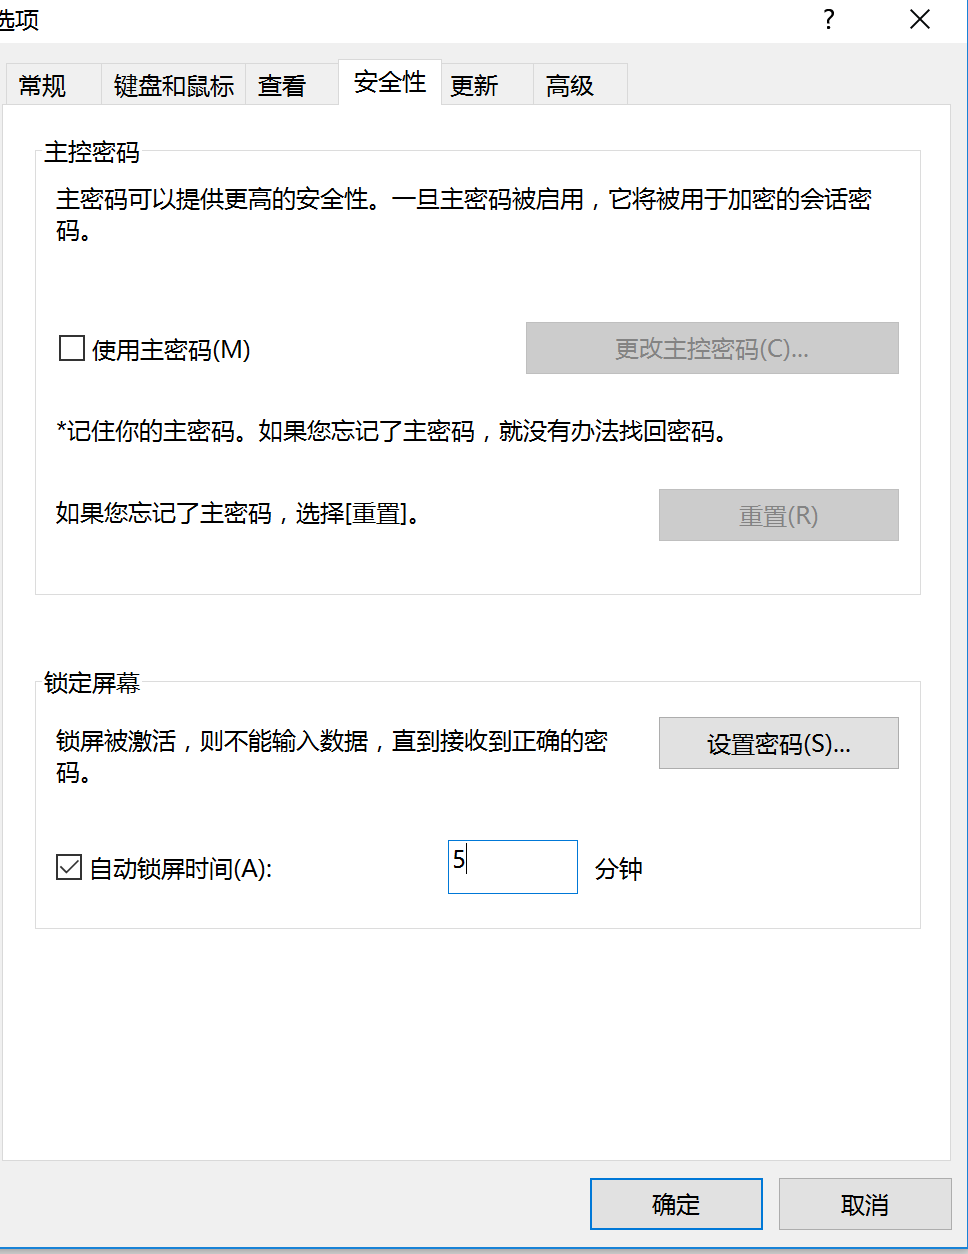 选项
?
常规 键盘和鼠标 查看 安全性 更新 高级
主控密码
主密码可以提供更高的安全性。一旦主密码被启用，它将被用于加密的会话密
码。
使用主密码(M) 更改主控密码(C)...
*记住你的主密码。如果您忘记了主密码，就没有办法找回密码。
如果您忘记了主密码，选择[重置]。 重置(R)
锁定屏幕
锁屏被激活，则不能输入数据，直到接收到正确的密
码。
设置密码(S)...
自动锁屏时间(A): 5 分钟
确定 取消